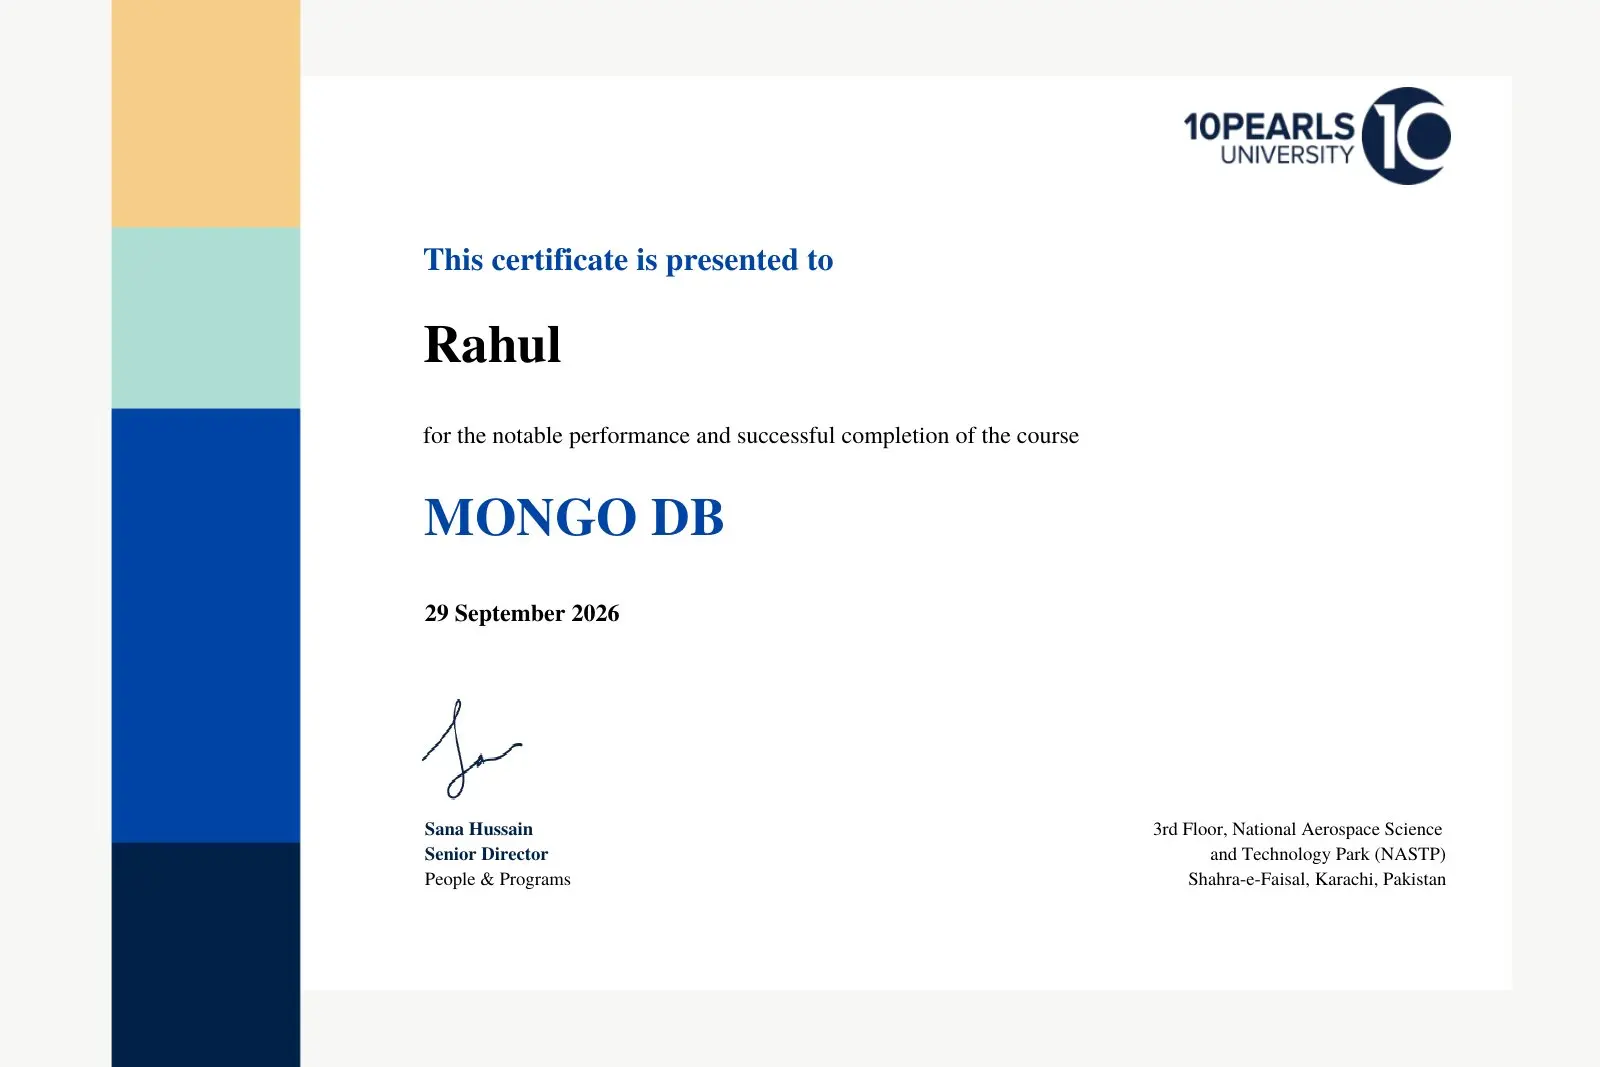 10PEARLS
UNIVERSITY
10
This certificate is presented to
Rahul
for the notable performance and successful completion of the course
MONGO DB
29 September 2026
Sana Hussain
Senior Director
People & Programs
3rd Floor, National Aerospace Science
and Technology Park (NASTP)
Shahra-e-Faisal, Karachi, Pakistan